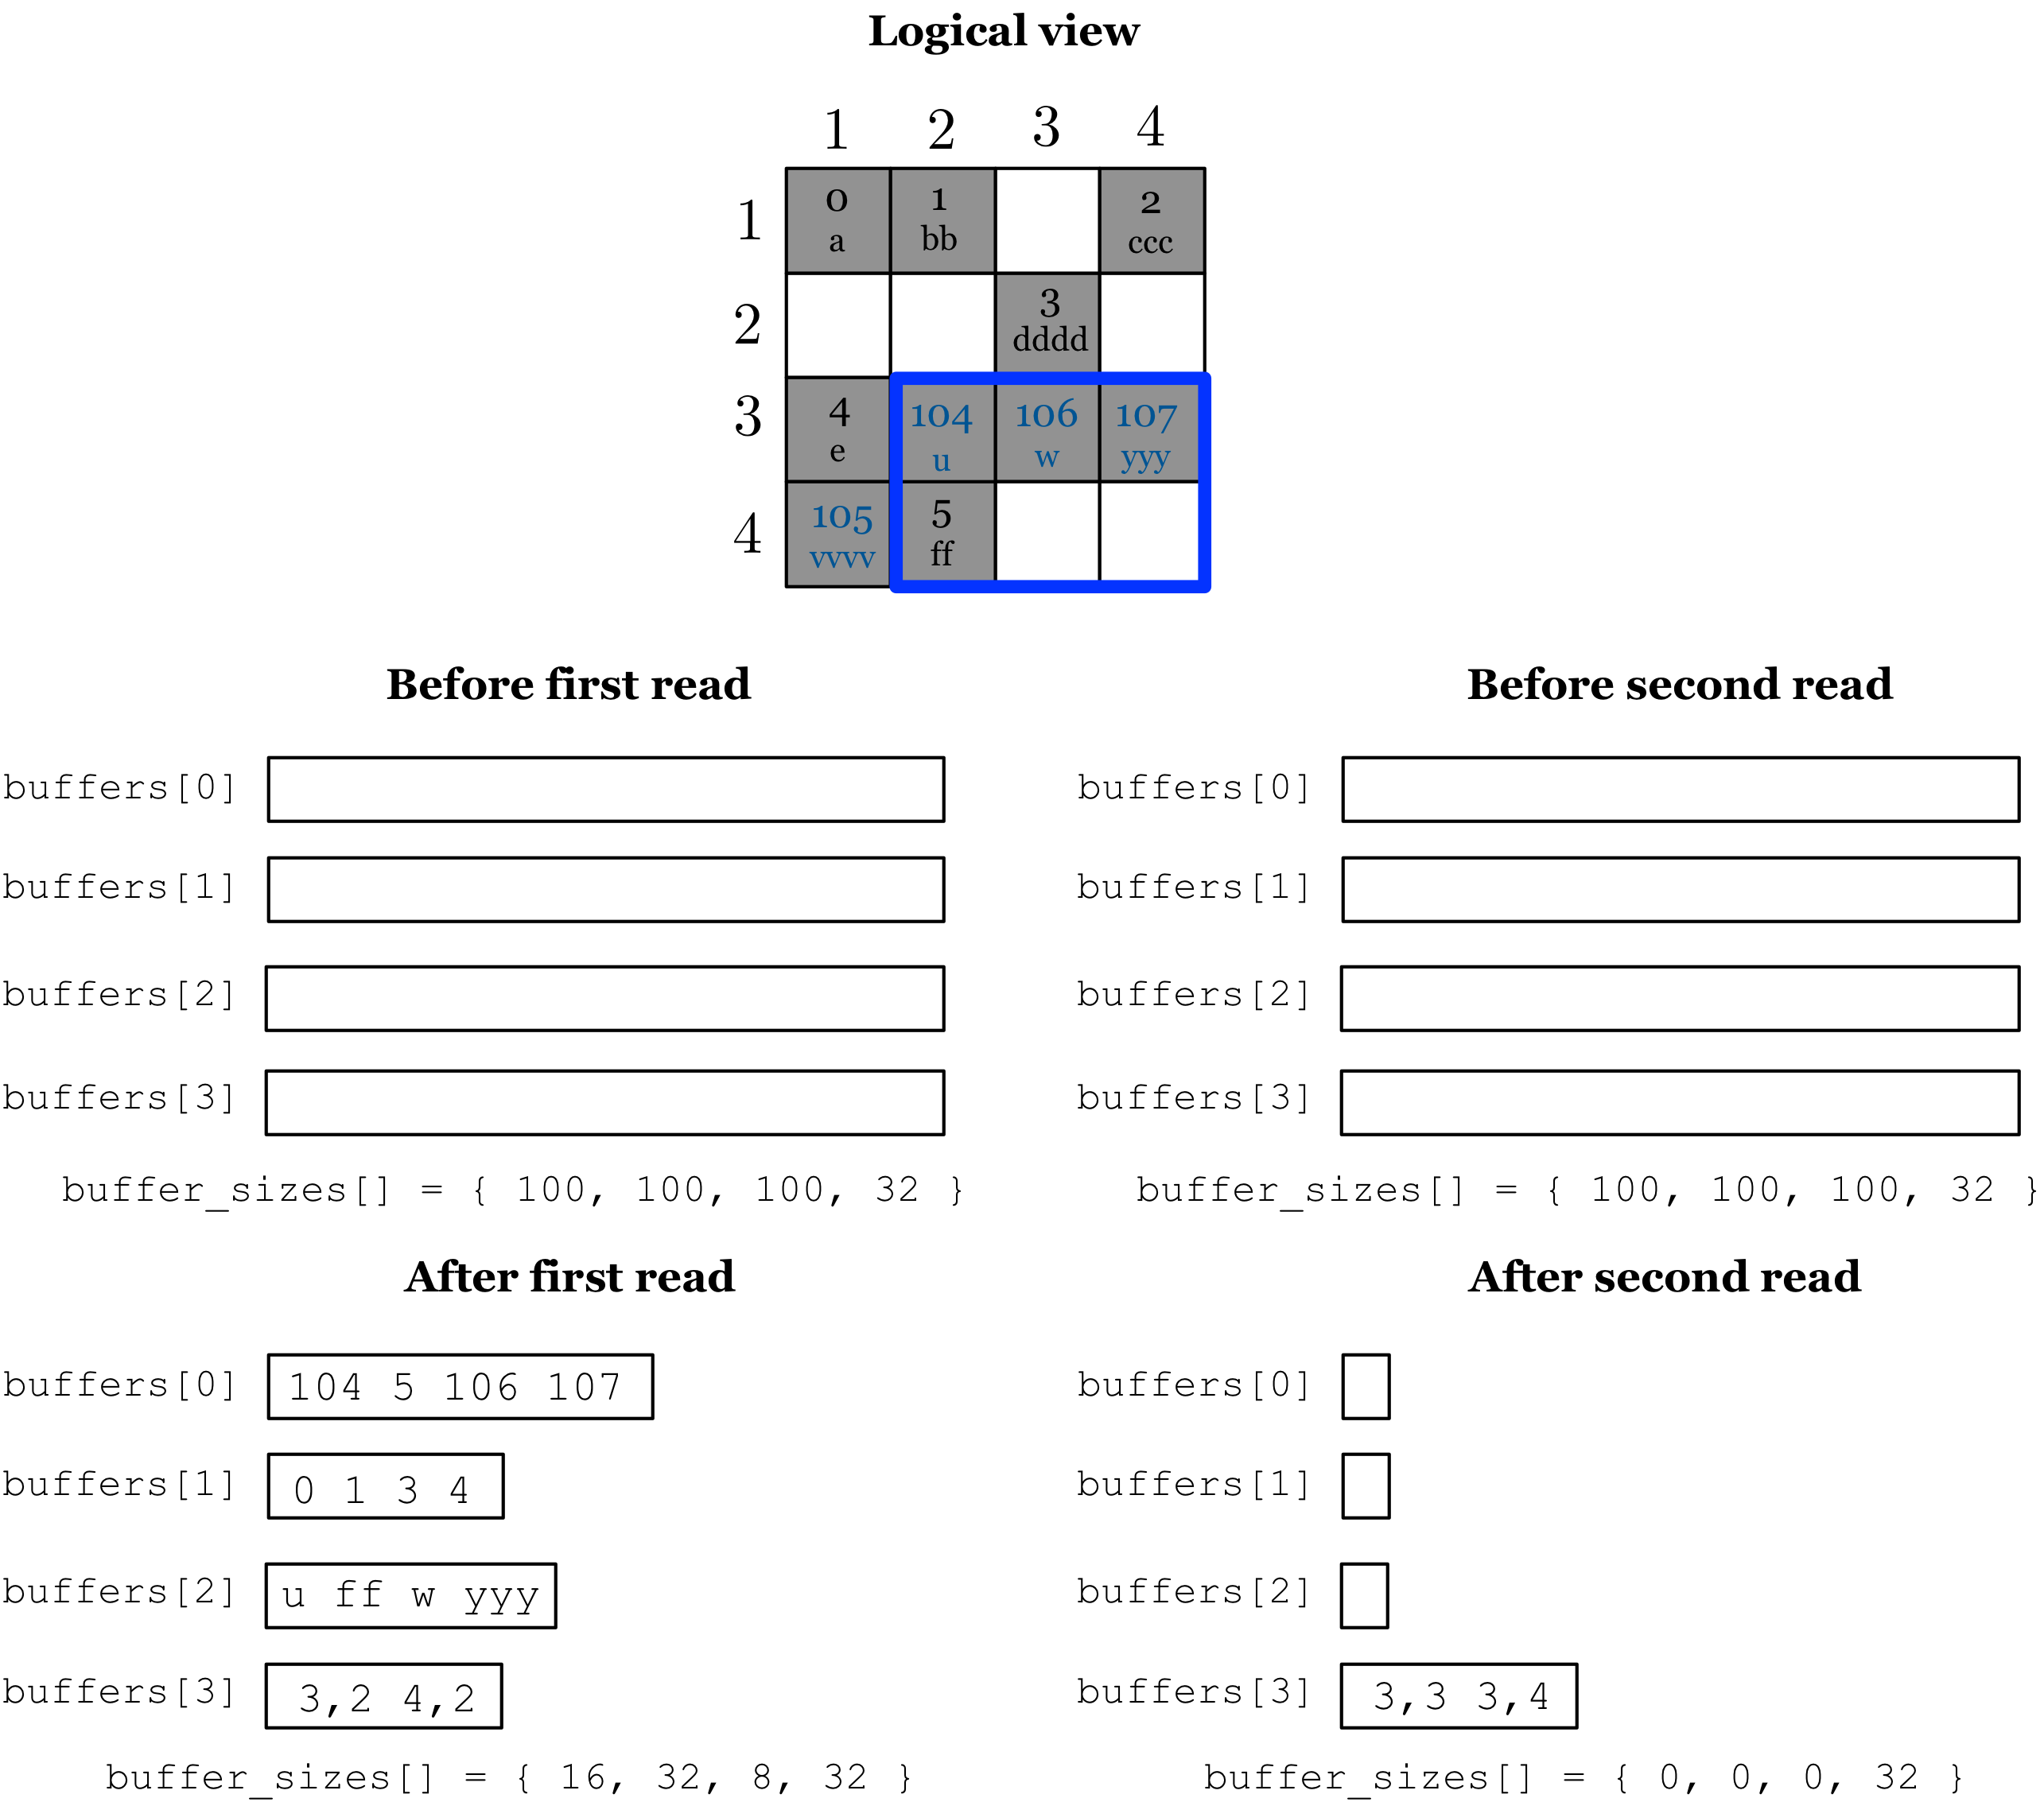 Logical view
1 2 3 4
1 0 1 2
a bb ccc
2 3
dddd
3 4 104 106 107
e u w yyy
4 105 5
vvvv ff
Before first read
buffers[0]
buffers[1]
buffers[2]
buffers[3]
buffer_sizes[] = { 100, 100, 100, 32 }
Before second read
buffers[0]
buffers[1]
buffers[2]
buffers[3]
buffer_sizes[] = { 100, 100, 100, 32 }
After first read
buffers[0] 104 5 106 107
buffers[1] 0 1 3 4
buffers[2] u ff w yyy
buffers[3] 3,2 4,2
buffer_sizes[] = { 16, 32, 8, 32 }
After second read
buffers[0]
buffers[1]
buffers[2]
buffers[3] 3,3 3,4
buffer_sizes[] = { 0, 0, 0, 32 }